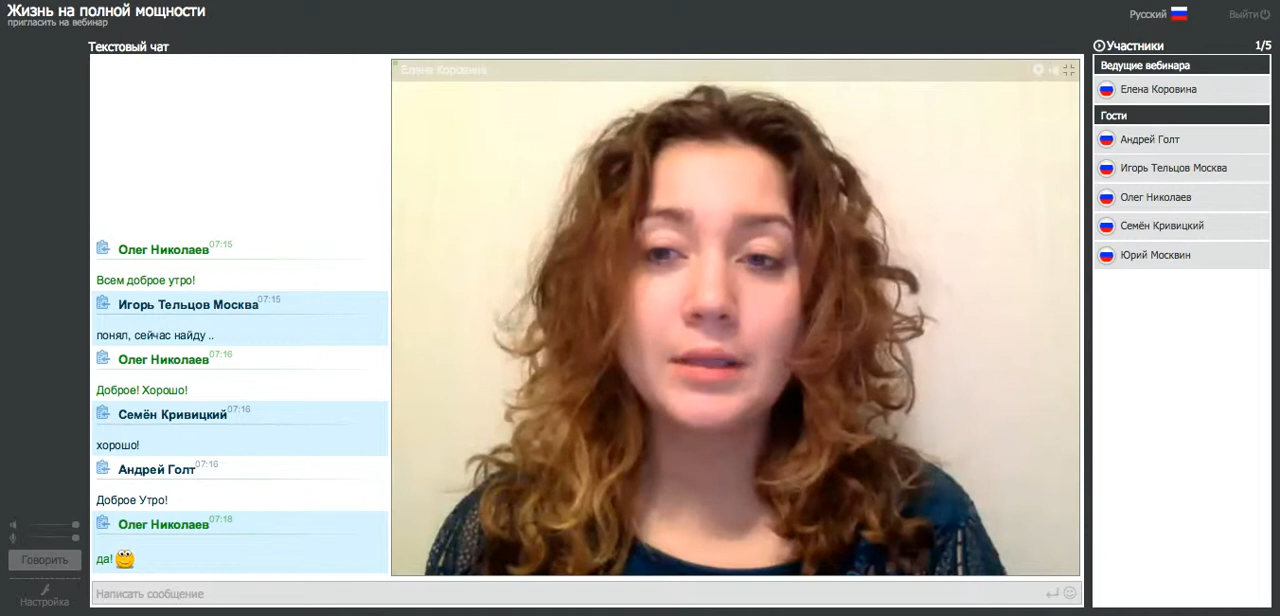 Жизнь на полной мощности
пригласить на вебинар
Русский
Выйти
Текстовый чат
Участники
1/5
Елена Коровина
Ведущие вебинара
Елена Коровина
Гости
Андрей Голт
Игорь Тельцов Москва
Олег Николаев
Семён Кривицкий
Юрий Москвин
Олег Николаев 07:15
Всем доброе утро!
Игорь Тельцов Москва 07:15
понял, сейчас найду ..
Олег Николаев 07:16
Доброе! Хорошо!
Семён Кривицкий 07:16
хорошо!
Андрей Голт 07:16
Доброе Утро!
Олег Николаев 07:18
да!
Говорить
Настройка
Написать сообщение